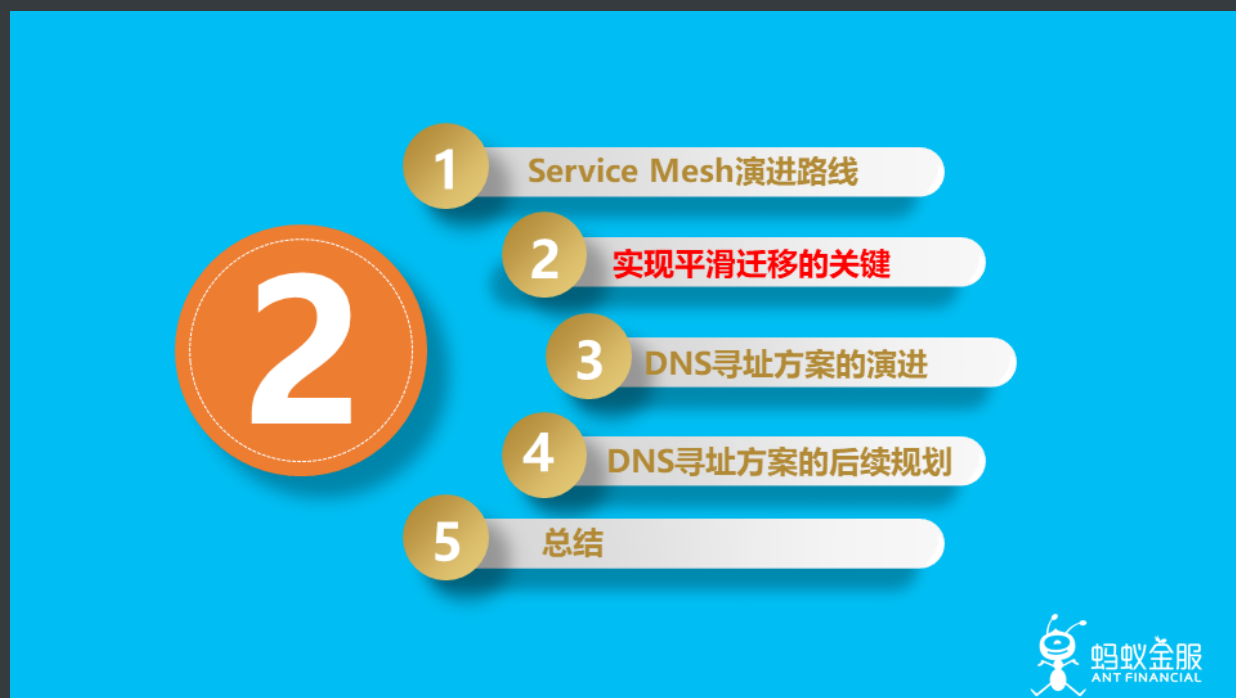 2
1 Service Mesh演进路线
2 实现平滑迁移的关键
3 DNS寻址方案的演进
4 DNS寻址方案的后续规划
5 总结
蚂蚁金服
ANT FINANCIAL